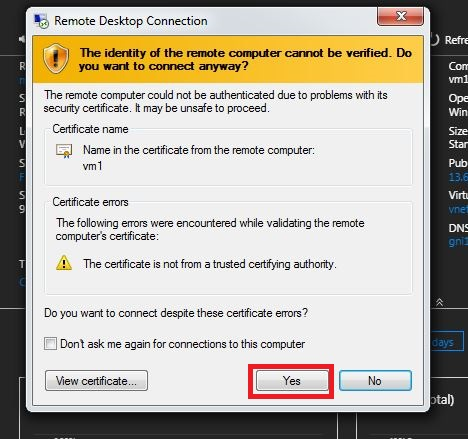 Remote Desktop Connection
The identity of the remote computer cannot be verified. Do
you want to connect anyway?
The remote computer could not be authenticated due to problems with its
security certificate. It may be unsafe to proceed.
Certificate name
Name in the certificate from the remote computer:
vm1
Certificate errors
The following errors were encountered while validating the remote
computer's certificate:
The certificate is not from a trusted certifying authority.
Do you want to connect despite these certificate errors?
Don't ask me again for connections to this computer
View certificate...
Yes
No
Refre
Com
vm1
Ope
Win
Size
Star
Pub
13.6
Virtu
vnet
DNS
gni1
days
otal)